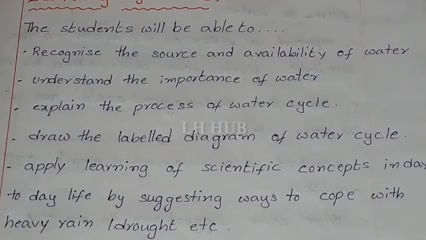 The students will be able to ....
- Recognise the source and availability of water
- understand the importance of water
- explain the process of water cycle.
LH HUB
- draw the labelled diagram of water cycle.
- apply learning of scientific concepts in day
to day life by suggesting ways to cope with
heavy rain /drought etc.